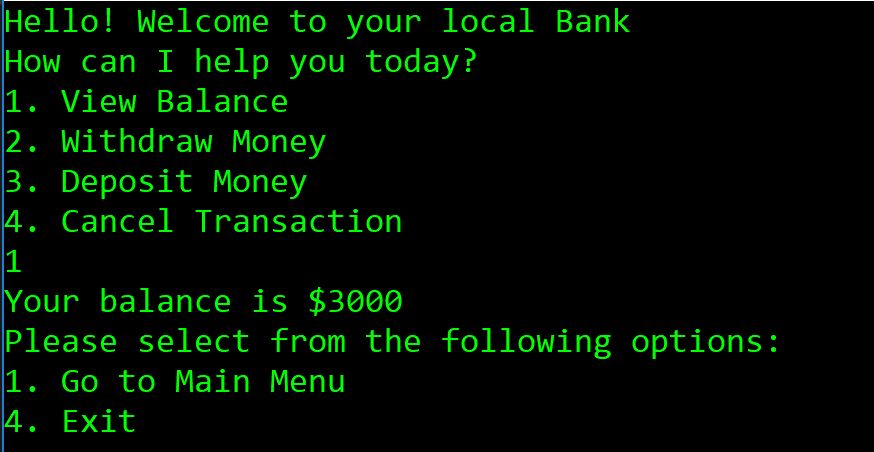 Hello! Welcome to your local Bank
How can I help you today?
1. View Balance
2. Withdraw Money
3. Deposit Money
4. Cancel Transaction
1
Your balance is $3000
Please select from the following options:
1. Go to Main Menu
4. Exit